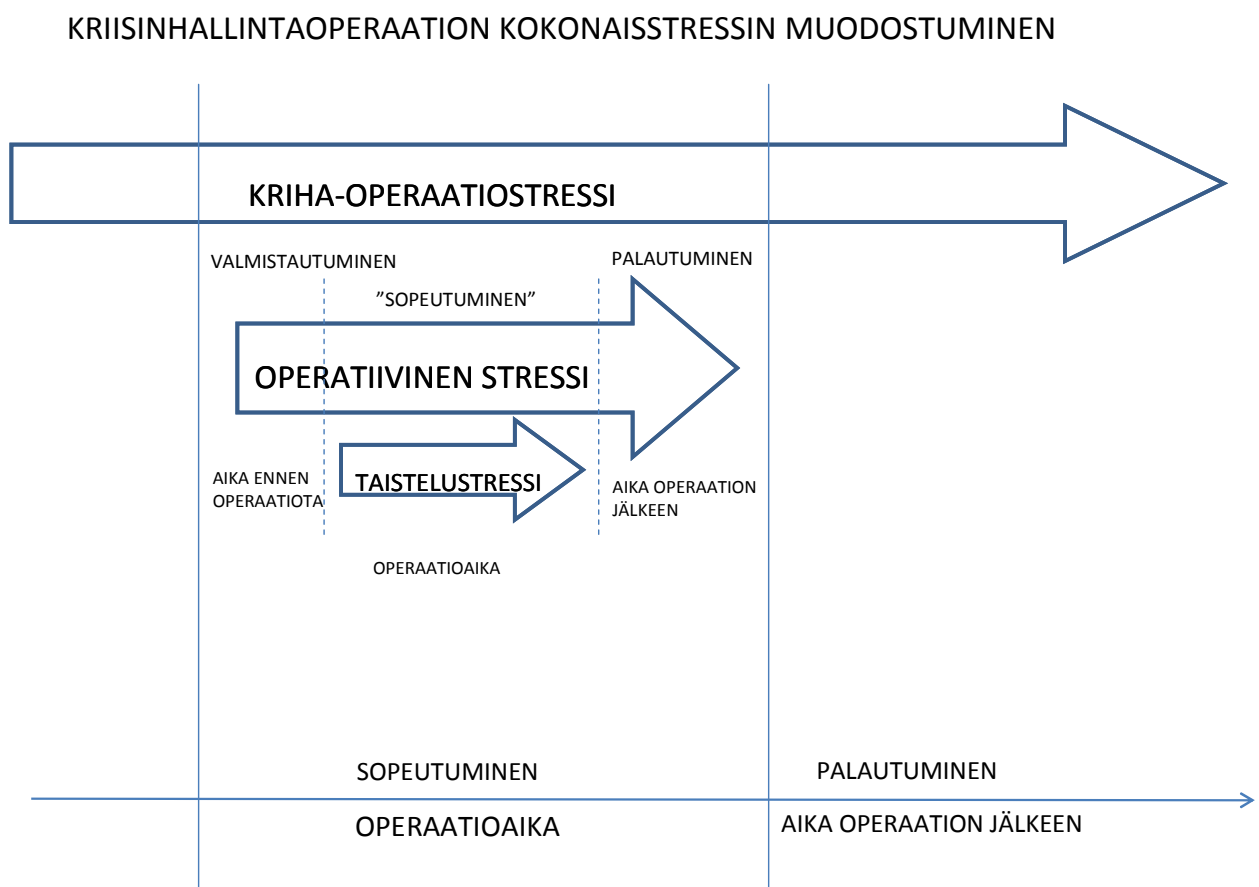 KRIISINHALLINTAOPERAATION KOKONAISSTRESSIN MUODOSTUMINEN
KRIHA-OPERAATIOSTRESSI
VALMISTAUTUMINEN
PALAUTUMINEN
”SOPEUTUMINEN”
OPERATIIVINEN STRESSI
AIKA ENNEN
OPERAATIOTA
TAISTELUSTRESSI
AIKA OPERAATION
JÄLKEEN
OPERAATIOAIKA
SOPEUTUMINEN
PALAUTUMINEN
OPERAATIOAIKA
AIKA OPERAATION JÄLKEEN